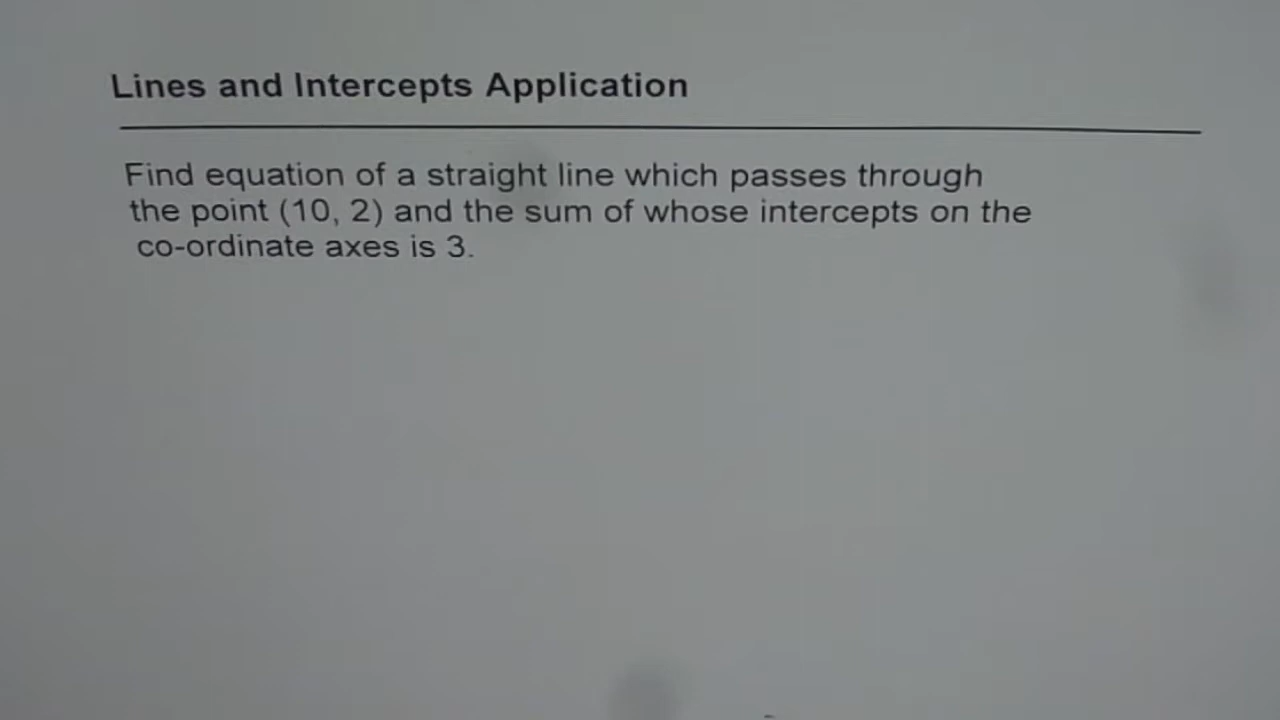 Lines and Intercepts Application
Find equation of a straight line which passes through
the point (10, 2) and the sum of whose intercepts on the
co-ordinate axes is 3.